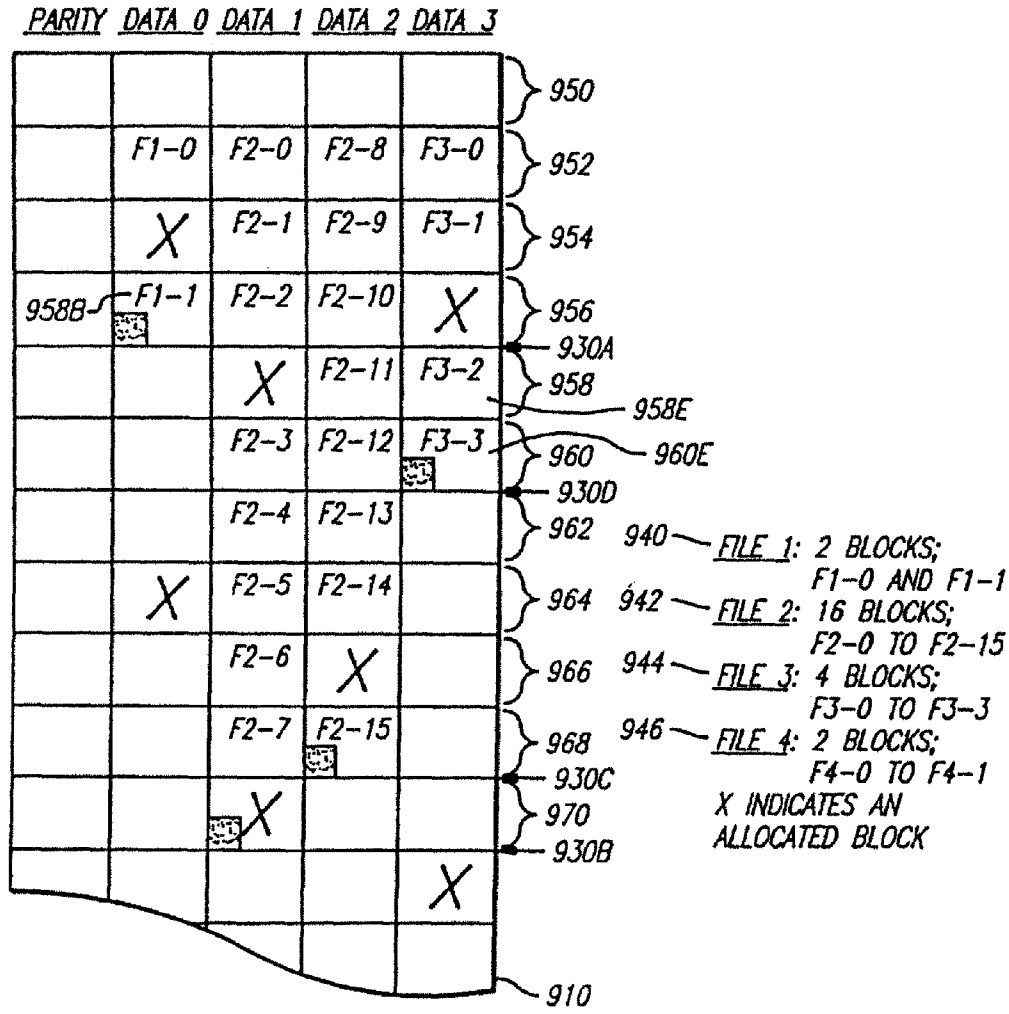 PARITY DATA 0 DATA 1 DATA 2 DATA 3
950
F1-0 F2-0 F2-8 F3-0
952
X F2-1 F2-9 F3-1
954
958B F1-1 F2-2 F2-10 X
956
930A
X F2-11 F3-2
958
958E
F2-3 F2-12 F3-3
960
960E
930D
F2-4 F2-13
962
X F2-5 F2-14
964
F2-6 X
966
F2-7 F2-15
968
930C
X
970
930B
X
910
940 FILE 1: 2 BLOCKS;
F1-0 AND F1-1
942 FILE 2: 16 BLOCKS;
F2-0 TO F2-15
944 FILE 3: 4 BLOCKS;
F3-0 TO F3-3
946 FILE 4: 2 BLOCKS;
F4-0 TO F4-1
X INDICATES AN
ALLOCATED BLOCK